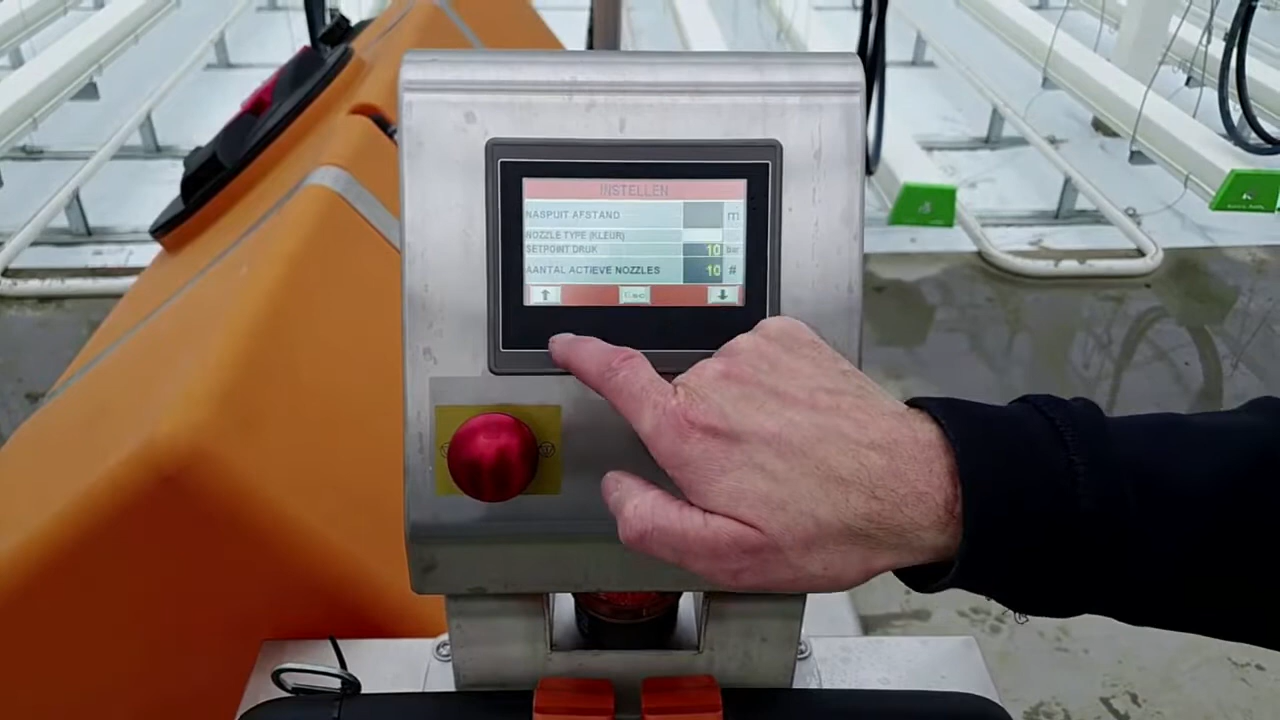 INSTELLEN
NASPUIT AFSTAND m
NOZZLE TYPE (KLEUR)
SETPOINT DRUK 10 bar
AANTAL ACTIEVE NOZZLES 10 #